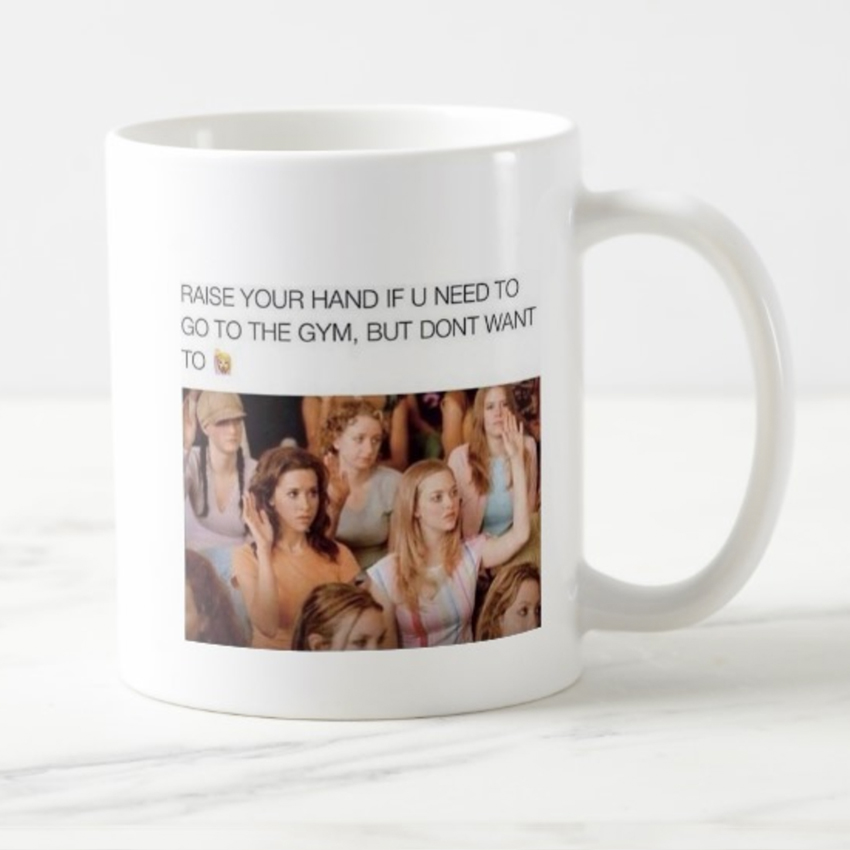 RAISE YOUR HAND IF U NEED TO
GO TO THE GYM, BUT DONT WANT
TO 🙋